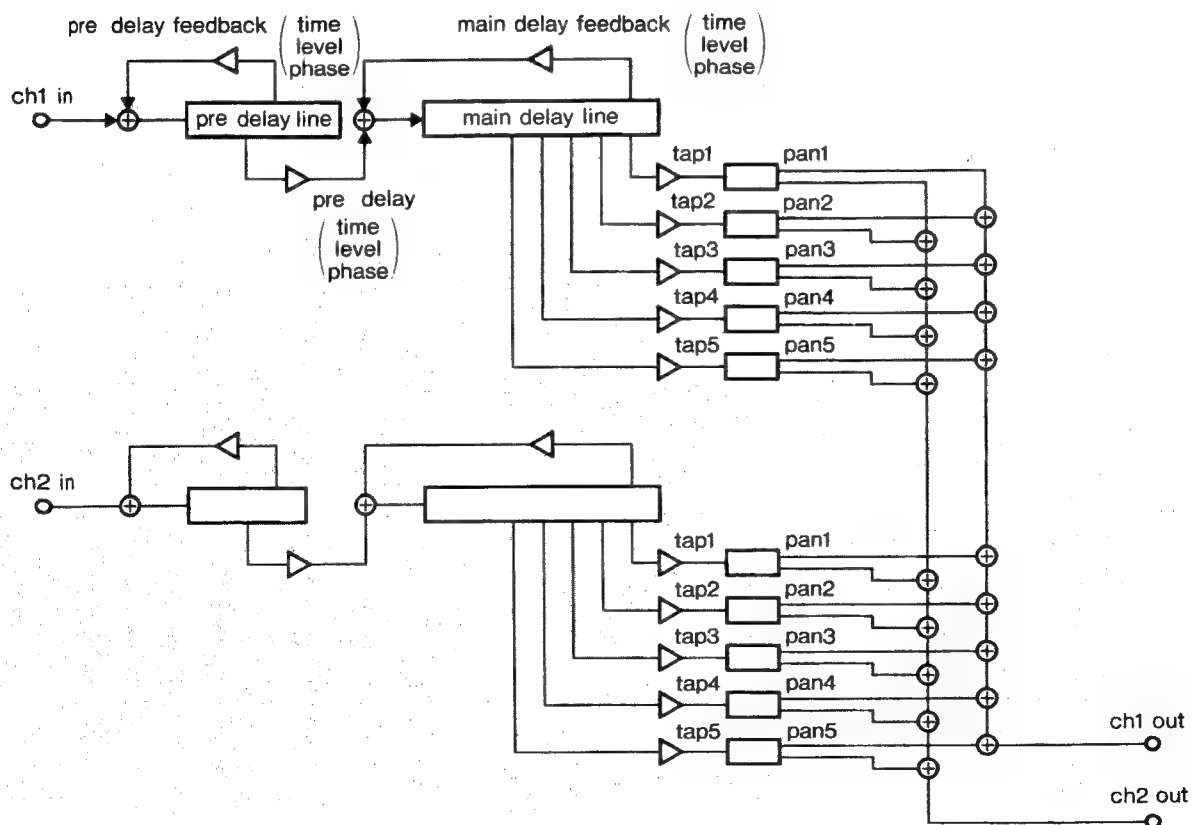 pre delay feedback (time level phase)
main delay feedback (time level phase)
ch1 in
pre delay line
main delay line
pre delay
(time level phase)
tap1 pan1
tap2 pan2
tap3 pan3
tap4 pan4
tap5 pan5
ch2 in
tap1 pan1
tap2 pan2
tap3 pan3
tap4 pan4
tap5 pan5
ch1 out
ch2 out